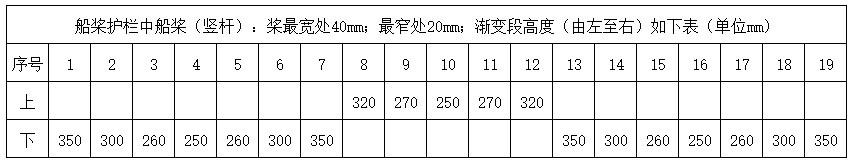 船桨护栏中船桨（竖杆）：桨最宽处40mm；最窄处20mm；渐变段高度（由左至右）如下表（单位mm）
序号 1 2 3 4 5 6 7 8 9 10 11 12 13 14 15 16 17 18 19
上 320 270 250 270 320
下 350 300 260 250 260 300 350 350 300 260 250 260 300 350